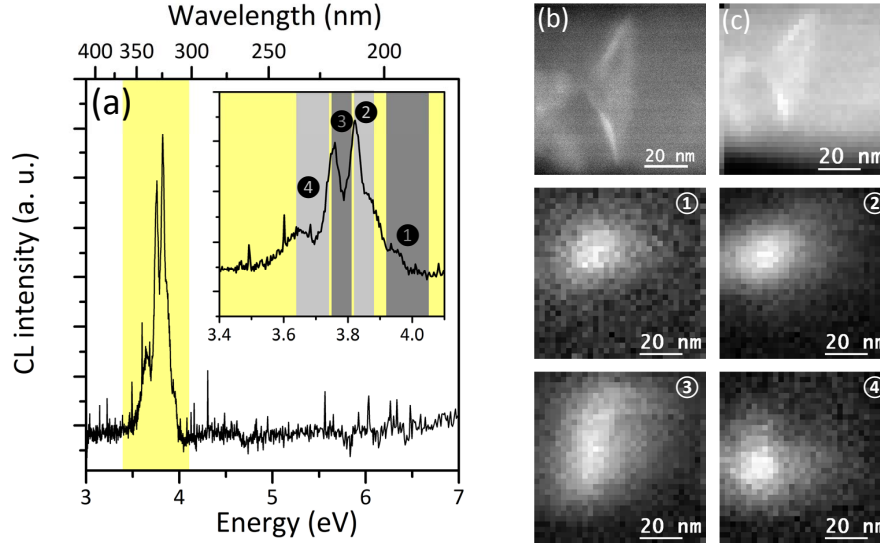 Wavelength (nm)
400 350 300 250 200
(a)
CL intensity (a. u.)
3 4 5 6 7
Energy (eV)
3.4 3.6 3.8 4.0
4 3 2 1
(b)
20 nm
(c)
20 nm
①
20 nm
②
20 nm
③
20 nm
④
20 nm